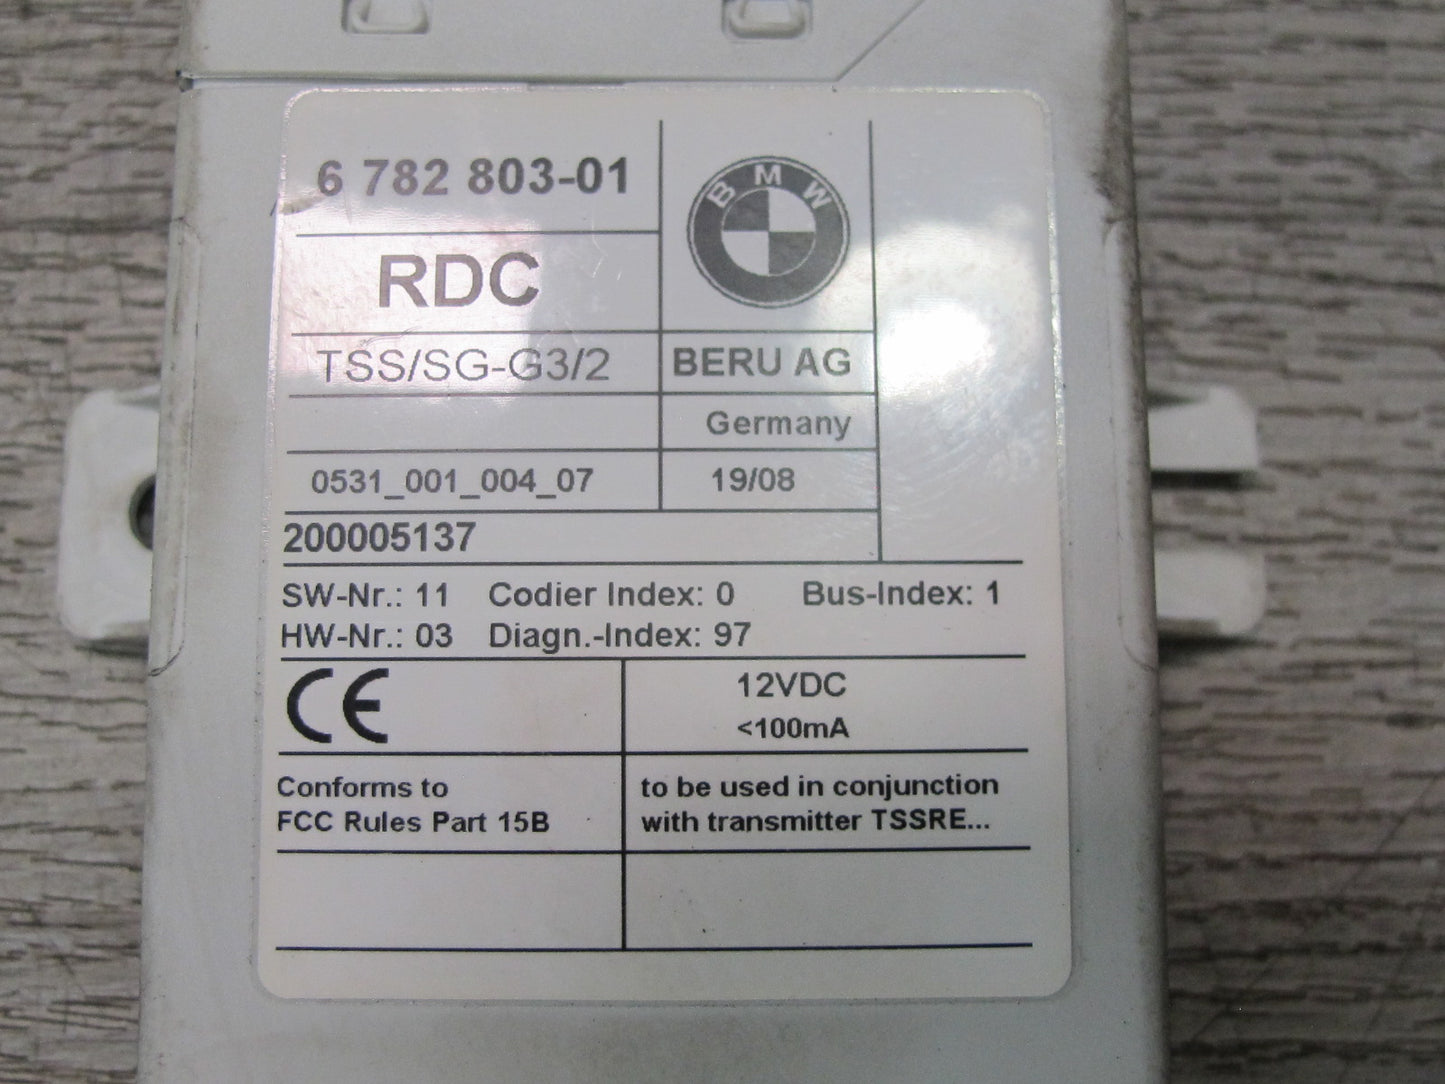 6 782 803-01
BMW
RDC
TSS/SG-G3/2
BERU AG
Germany
0531_001_004_07
19/08
200005137
SW-Nr.: 11 Codier Index: 0 Bus-Index: 1
HW-Nr.: 03 Diagn.-Index: 97
CE
12VDC
<100mA
Conforms to
FCC Rules Part 15B
to be used in conjunction
with transmitter TSSRE...